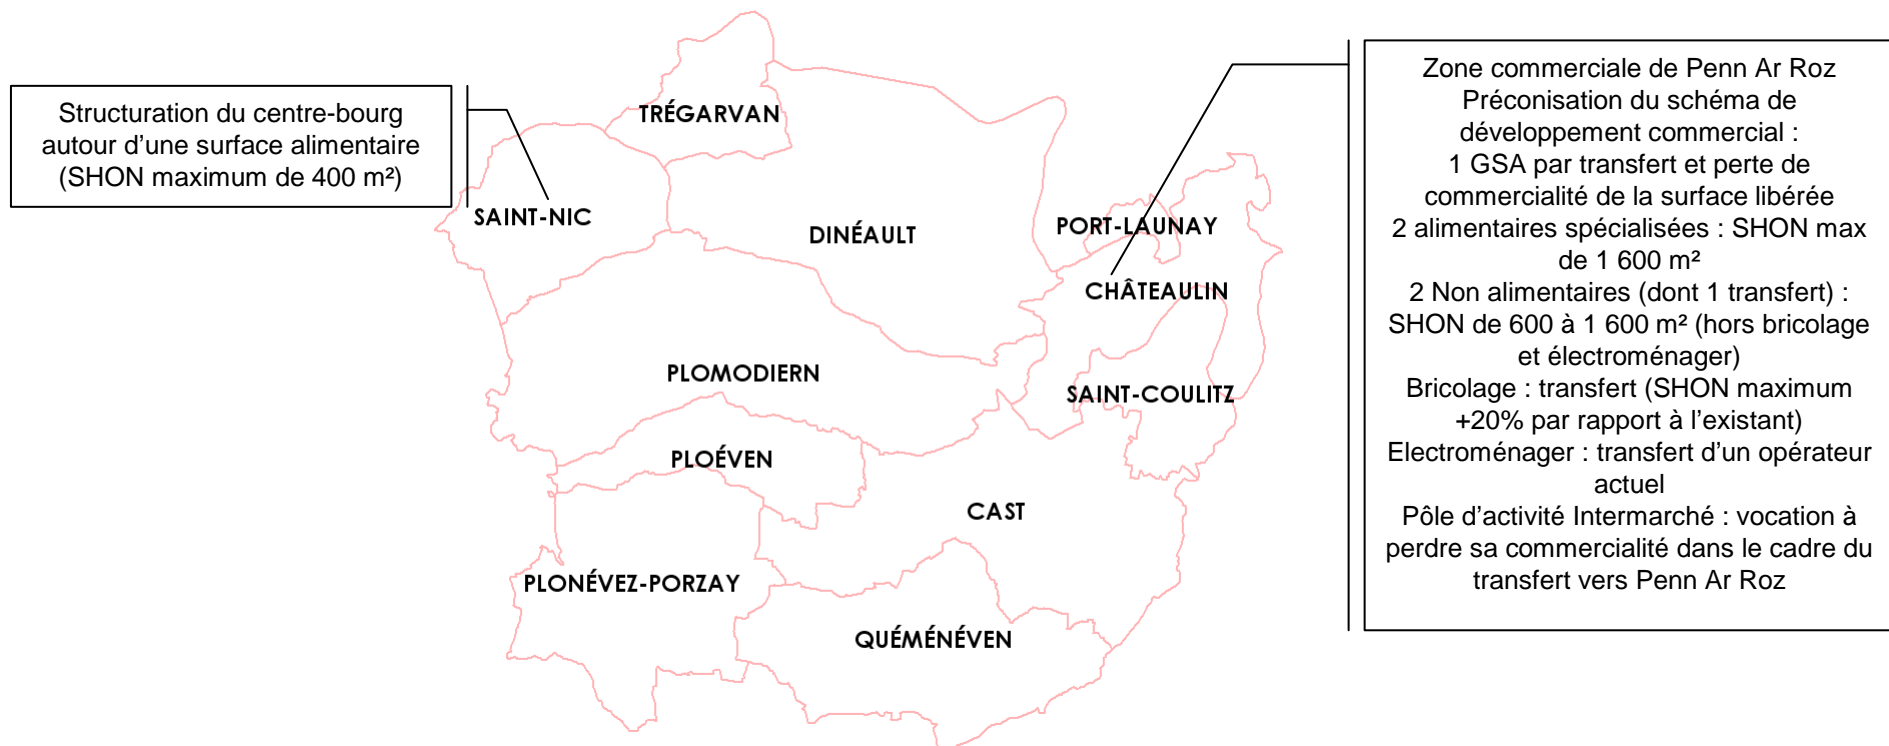 Structuration du centre-bourg
autour d’une surface alimentaire
(SHON maximum de 400 m²)
TRÉGARVAN
SAINT-NIC
DINÉAULT
PORT-LAUNAY
CHÂTEAULIN
PLOMODIERN
SAINT-COULITZ
PLOÉVEN
CAST
PLONÉVEZ-PORZAY
QUÉMÉNÉVEN
Zone commerciale de Penn Ar Roz
Préconisation du schéma de
développement commercial :
1 GSA par transfert et perte de
commercialité de la surface libérée
2 alimentaires spécialisées : SHON max
de 1 600 m²
2 Non alimentaires (dont 1 transfert) :
SHON de 600 à 1 600 m² (hors bricolage
et électroménager)
Bricolage : transfert (SHON maximum
+20% par rapport à l’existant)
Electroménager : transfert d’un opérateur
actuel
Pôle d’activité Intermarché : vocation à
perdre sa commercialité dans le cadre du
transfert vers Penn Ar Roz